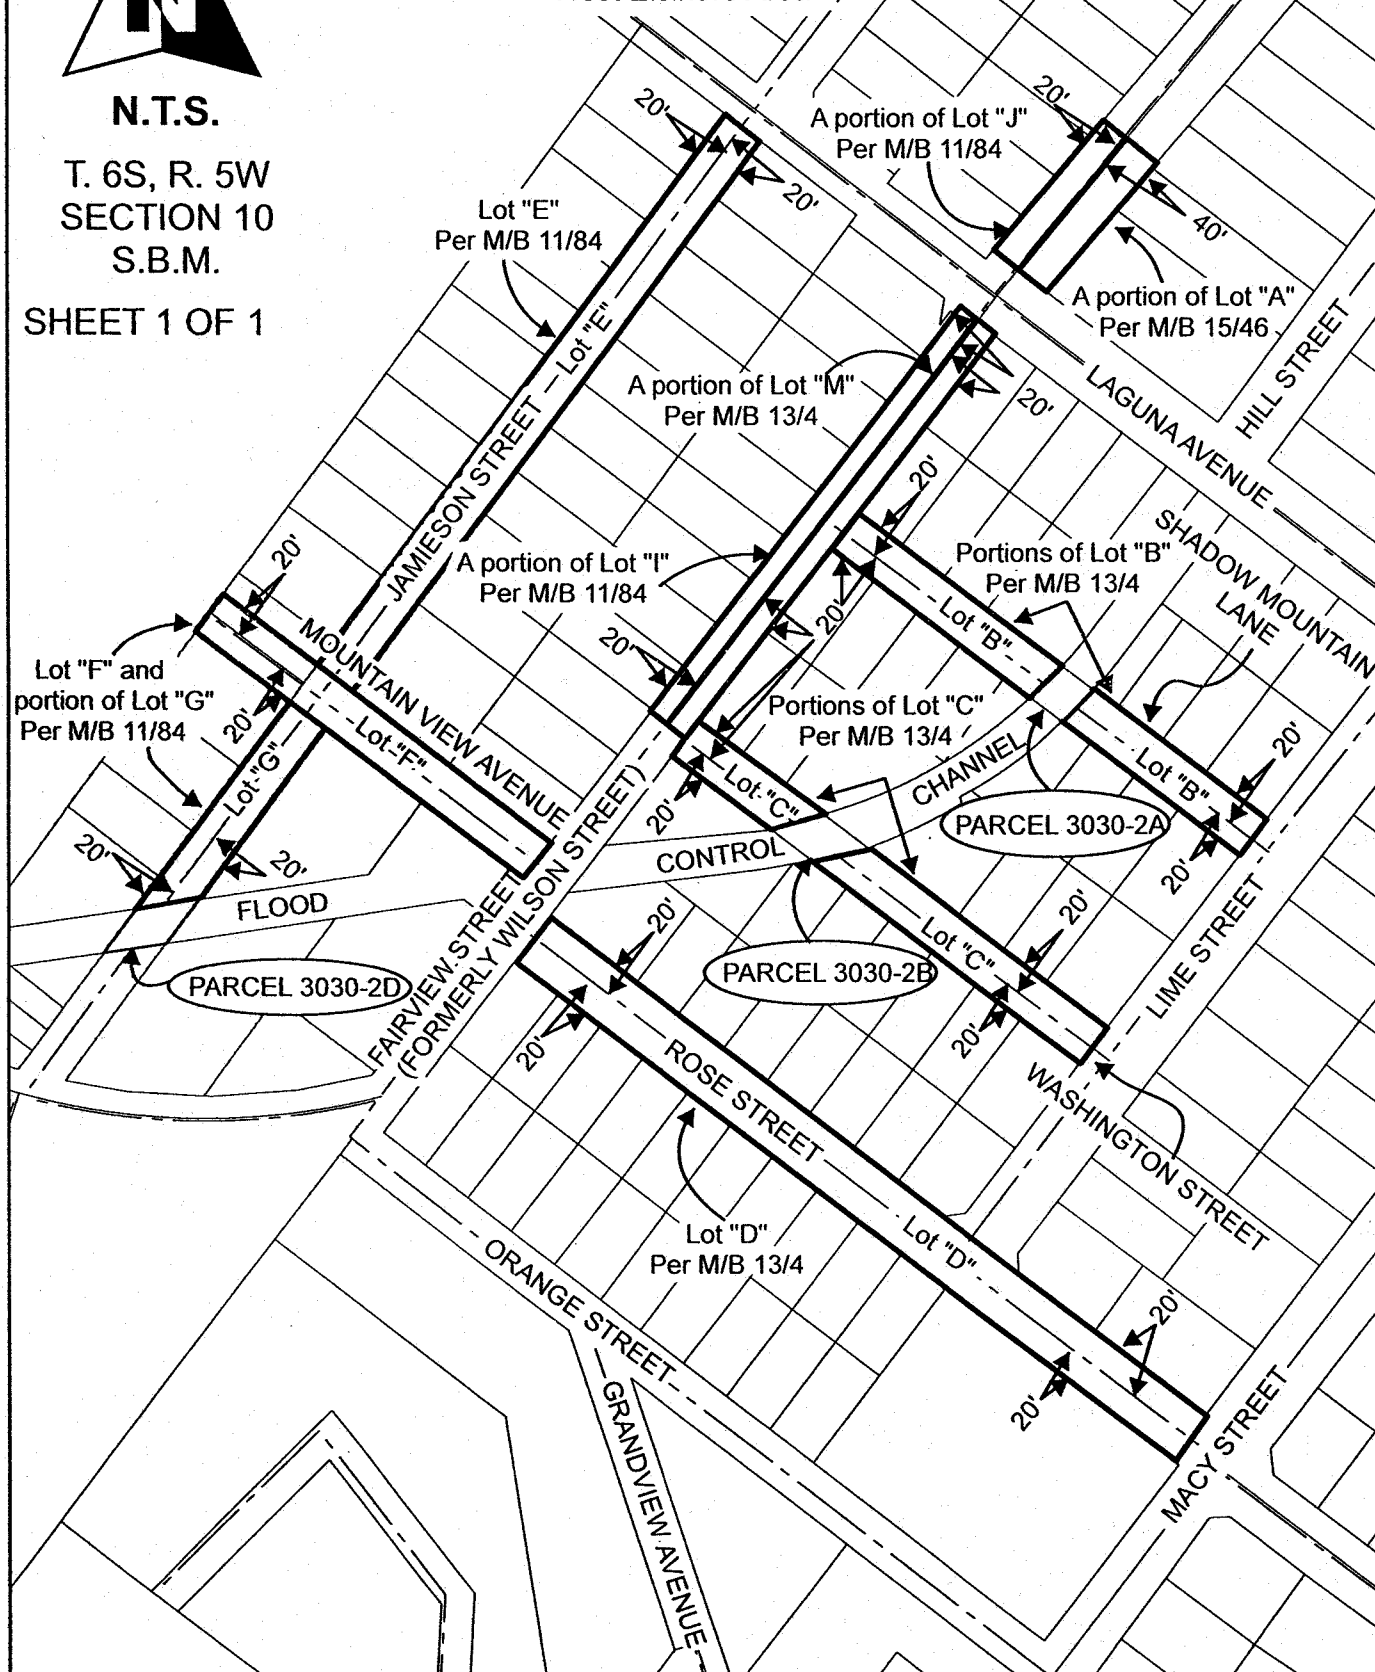 N
N.T.S.
T. 6S, R. 5W
SECTION 10
S.B.M.
SHEET 1 OF 1
20'
20'
A portion of Lot "J"
Per M/B 11/84
20'
40'
A portion of Lot "A"
Per M/B 15/46
Lot "E"
Per M/B 11/84
Lot "E"
JAMIESON STREET
A portion of Lot "M"
Per M/B 13/4
20'
LAGUNA AVENUE
HILL STREET
20'
A portion of Lot "I"
Per M/B 11/84
20'
20'
Portions of Lot "B"
Per M/B 13/4
SHADOW MOUNTAIN
LANE
Lot "B"
20'
MOUNTAIN VIEW AVENUE
Lot "F" and
portion of Lot "G"
Per M/B 11/84
20'
Lot "F"
Lot "G"
Portions of Lot "C"
Per M/B 13/4
Lot "C"
20'
CHANNEL
Lot "B"
20'
20'
PARCEL 3030-2A
CONTROL
20'
20'
FLOOD
PARCEL 3030-2D
FAIRVIEW STREET
(FORMERLY WILSON STREET)
20'
20'
PARCEL 3030-2B
Lot "C"
20'
20'
LIME STREET
ROSE STREET
WASHINGTON STREET
Lot "D"
Per M/B 13/4
Lot "D"
ORANGE STREET
20'
20'
GRANDVIEW AVENUE
MACY STREET